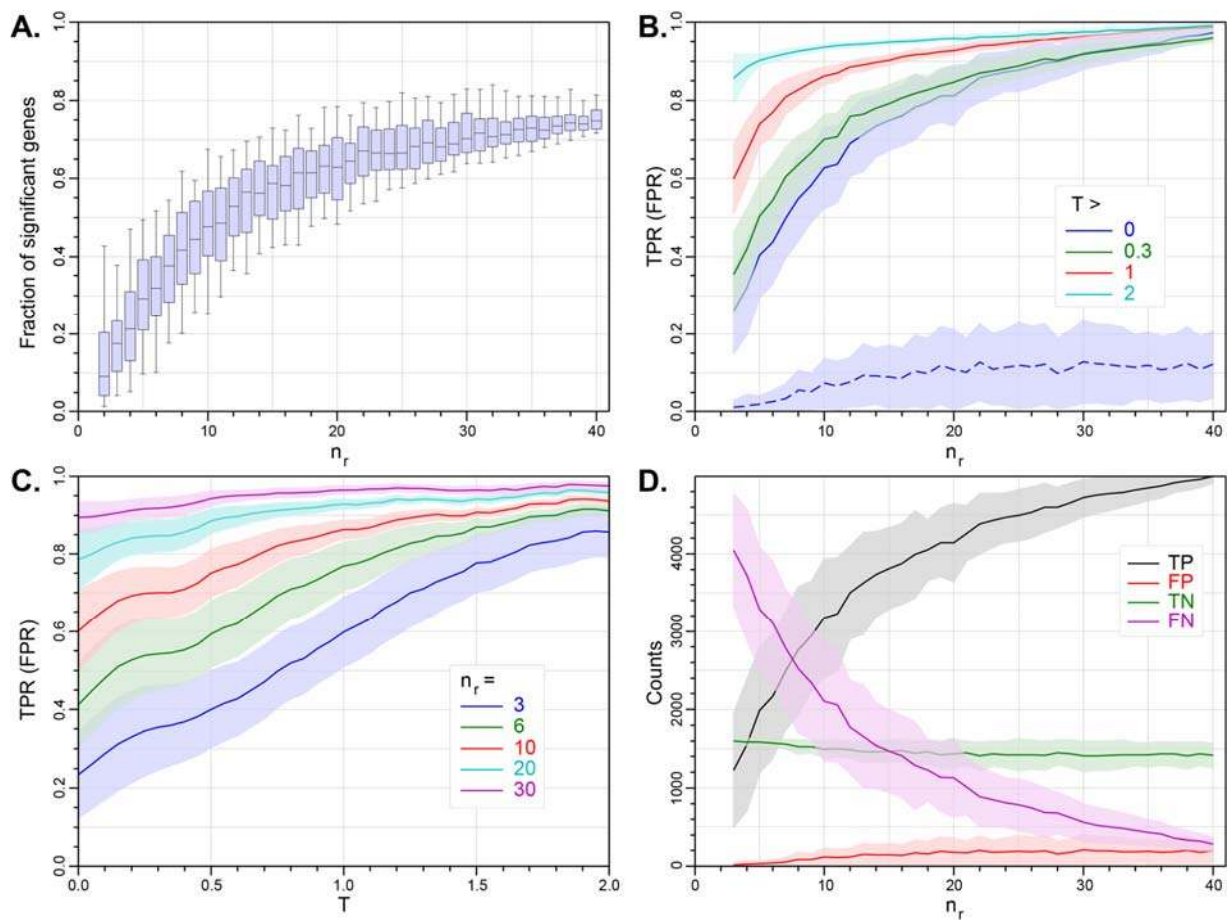 A.
Fraction of significant genes
0.0 0.2 0.4 0.6 0.8 1.0
0 10 20 30 40
n_r
B.
TPR (FPR)
0.0 0.2 0.4 0.6 0.8 1.0
T >
0
0.3
1
2
0 10 20 30 40
n_r
C.
TPR (FPR)
0.0 0.2 0.4 0.6 0.8 1.0
n_r =
3
6
10
20
30
0.0 0.5 1.0 1.5 2.0
T
D.
Counts
0 1000 2000 3000 4000
TP
FP
TN
FN
0 10 20 30 40
n_r